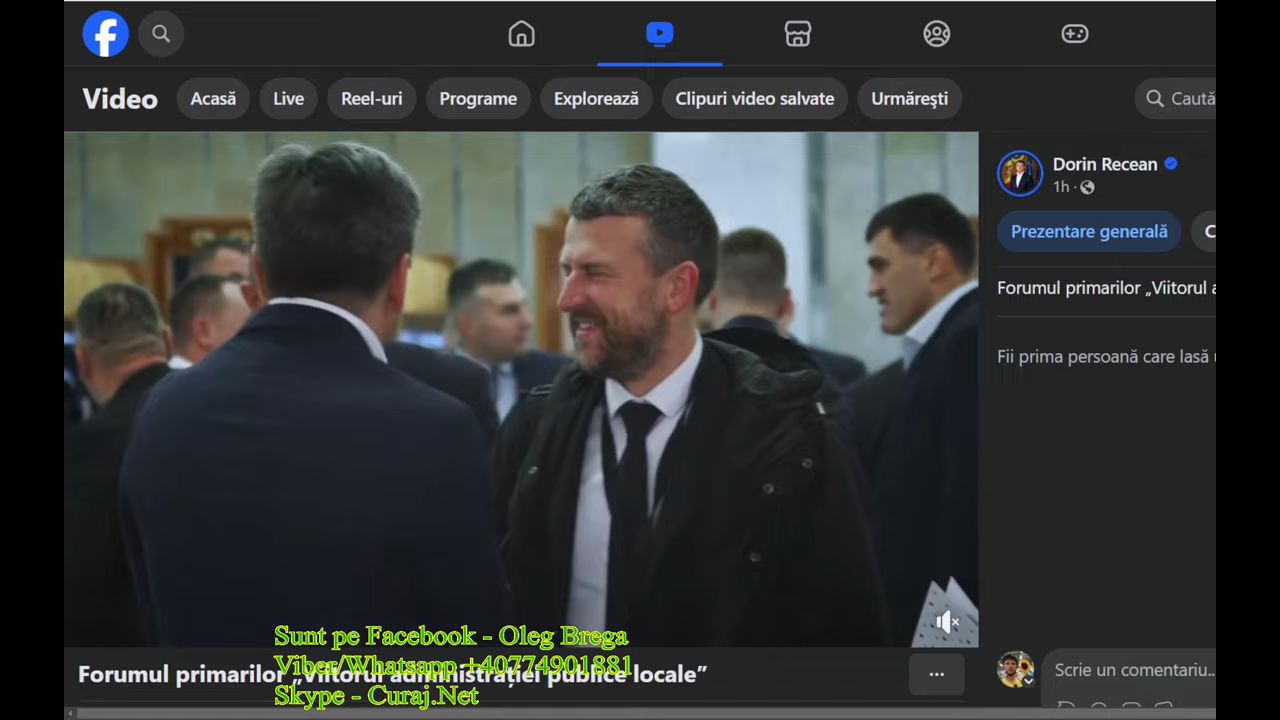 Video
Acasă
Live
Reel-uri
Programe
Explorează
Clipuri video salvate
Urmărești
Caută
Dorin Recean
1h
Prezentare generală
C
Forumul primarilor „Viitorul a
Fii prima persoană care lasă
Sunt pe Facebook - Oleg Brega
Viber/Whatsapp +40774901881
Forumul primarilor „Viitorul administrației publice locale”
Skype - Curaj.Net
Scrie un comentariu...